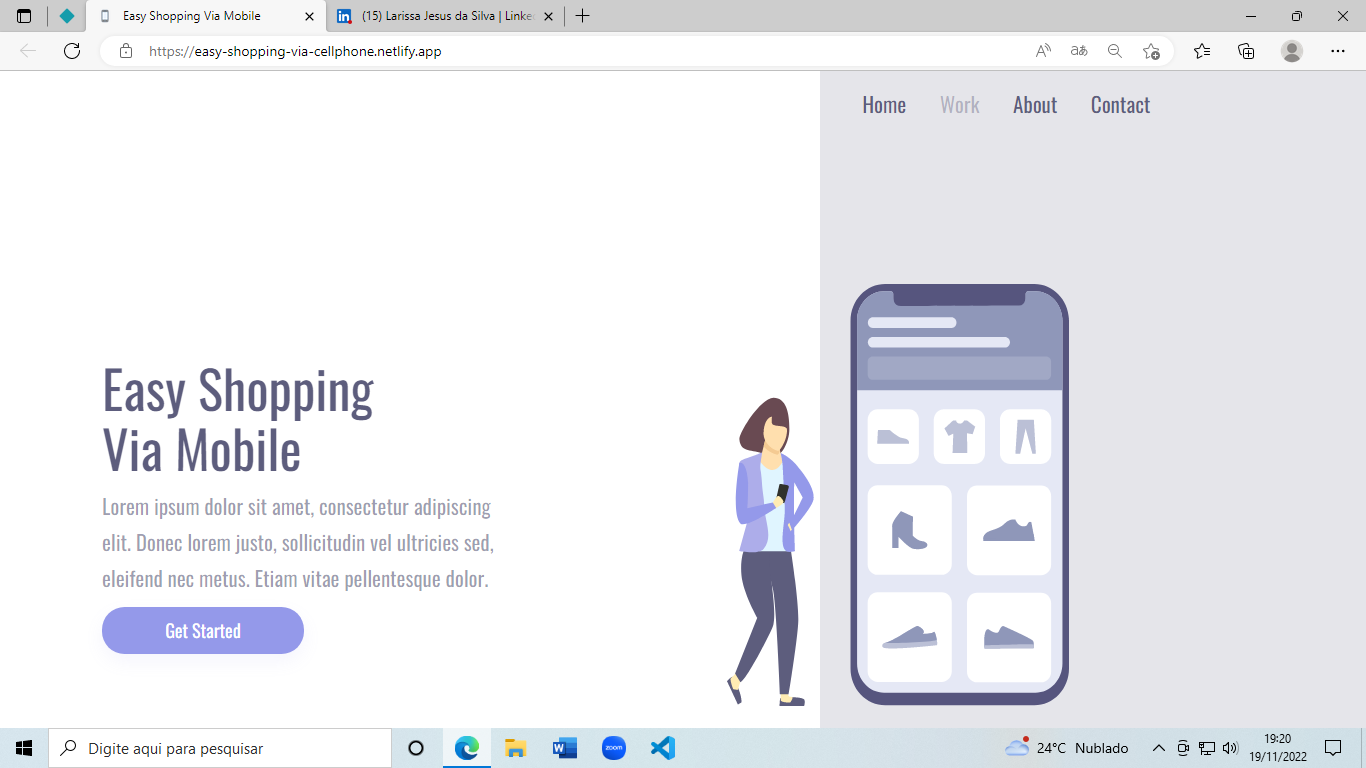 Easy Shopping Via Mobile
(15) Larissa Jesus da Silva | Linke
https://easy-shopping-via-cellphone.netlify.app
Home Work About Contact
Easy Shopping
Via Mobile
Lorem ipsum dolor sit amet, consectetur adipiscing
elit. Donec lorem justo, sollicitudin vel ultricies sed,
eleifend nec metus. Etiam vitae pellentesque dolor.
Get Started
Digite aqui para pesquisar
zoom
24°C Nublado
19:20
19/11/2022